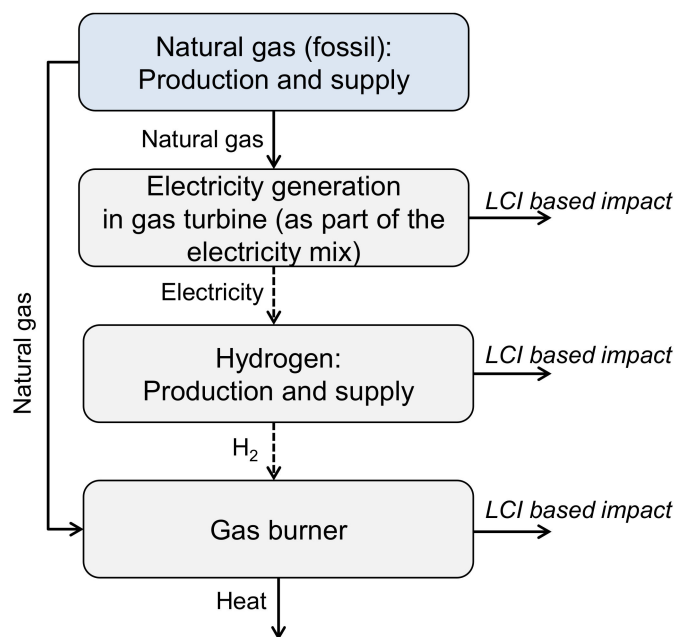 Natural gas (fossil):
Production and supply
Natural gas
Electricity generation
in gas turbine (as part of the
electricity mix)
LCI based impact
Electricity
Natural gas
Hydrogen:
Production and supply
LCI based impact
H₂
Gas burner
LCI based impact
Heat